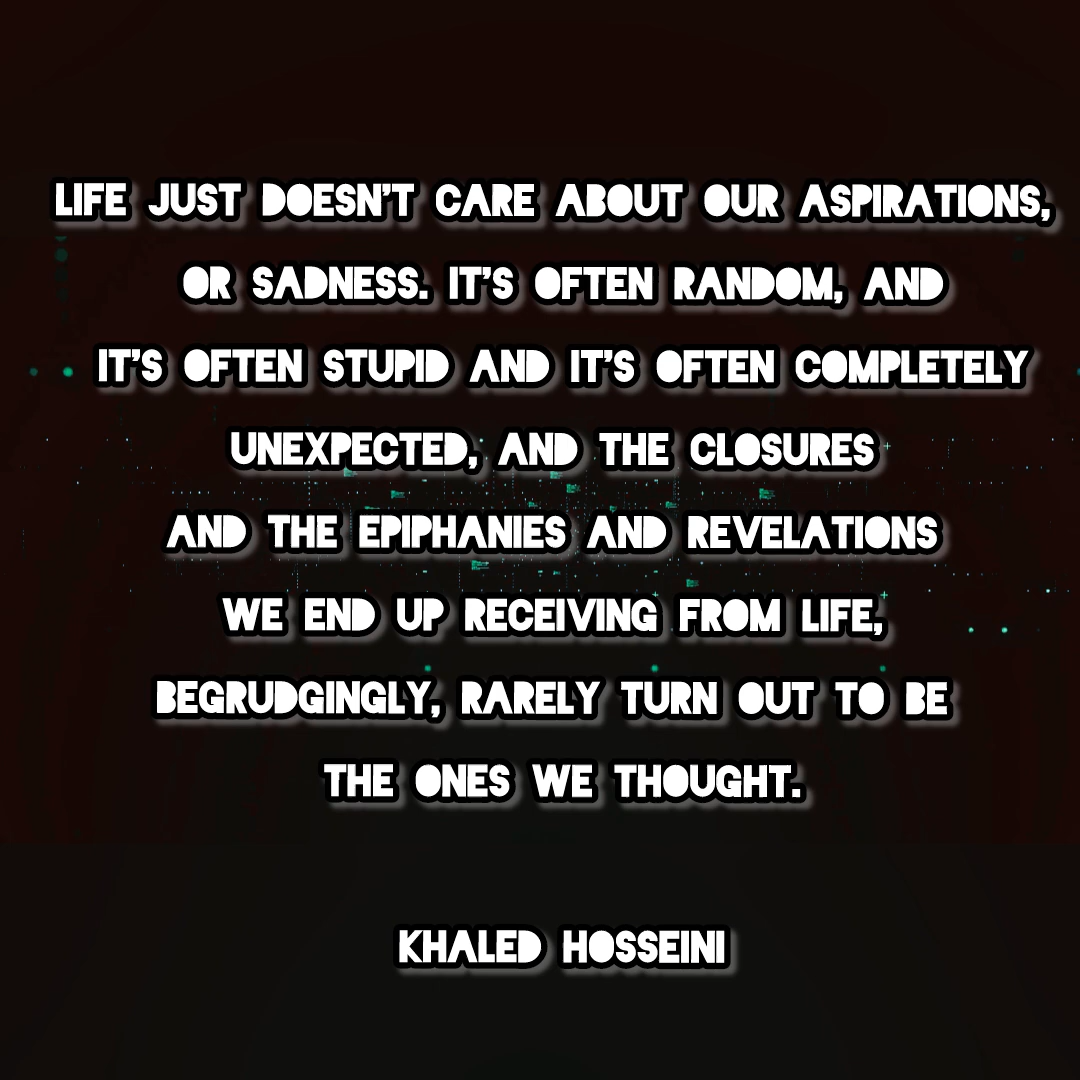 LIFE JUST DOESN'T CARE ABOUT OUR ASPIRATIONS,
OR SADNESS. IT'S OFTEN RANDOM, AND
IT'S OFTEN STUPID AND IT'S OFTEN COMPLETELY
UNEXPECTED, AND THE CLOSURES
AND THE EPIPHANIES AND REVELATIONS
WE END UP RECEIVING FROM LIFE,
BEGRUDGINGLY, RARELY TURN OUT TO BE
THE ONES WE THOUGHT.
KHALED HOSSEINI